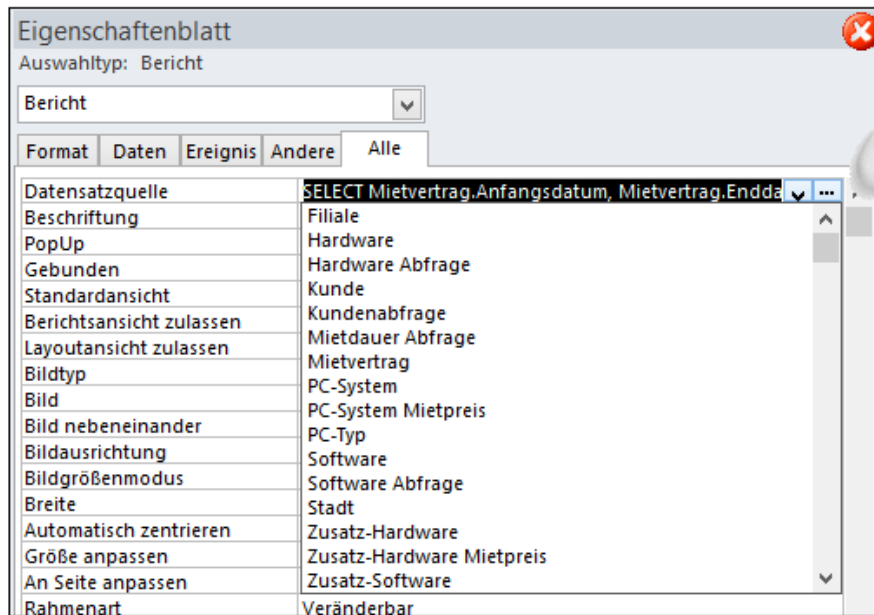 Eigenschaftenblatt
Auswahltyp: Bericht
Bericht
Format Daten Ereignis Andere Alle
Datensatzquelle SELECT Mietvertrag.Anfangsdatum, Mietvertrag.Endda
Beschriftung Filiale
PopUp Hardware
Gebunden Hardware Abfrage
Standardansicht Kunde
Berichtsansicht zulassen Kundenabfrage
Layoutansicht zulassen Mietdauer Abfrage
Bildtyp Mietvertrag
Bild PC-System
Bild nebeneinander PC-System Mietpreis
Bildausrichtung PC-Typ
Bildgrößenmodus Software
Breite Software Abfrage
Automatisch zentrieren Stadt
Größe anpassen Zusatz-Hardware
An Seite anpassen Zusatz-Hardware Mietpreis
Zusatz-Software
Rahmenart Veränderbar